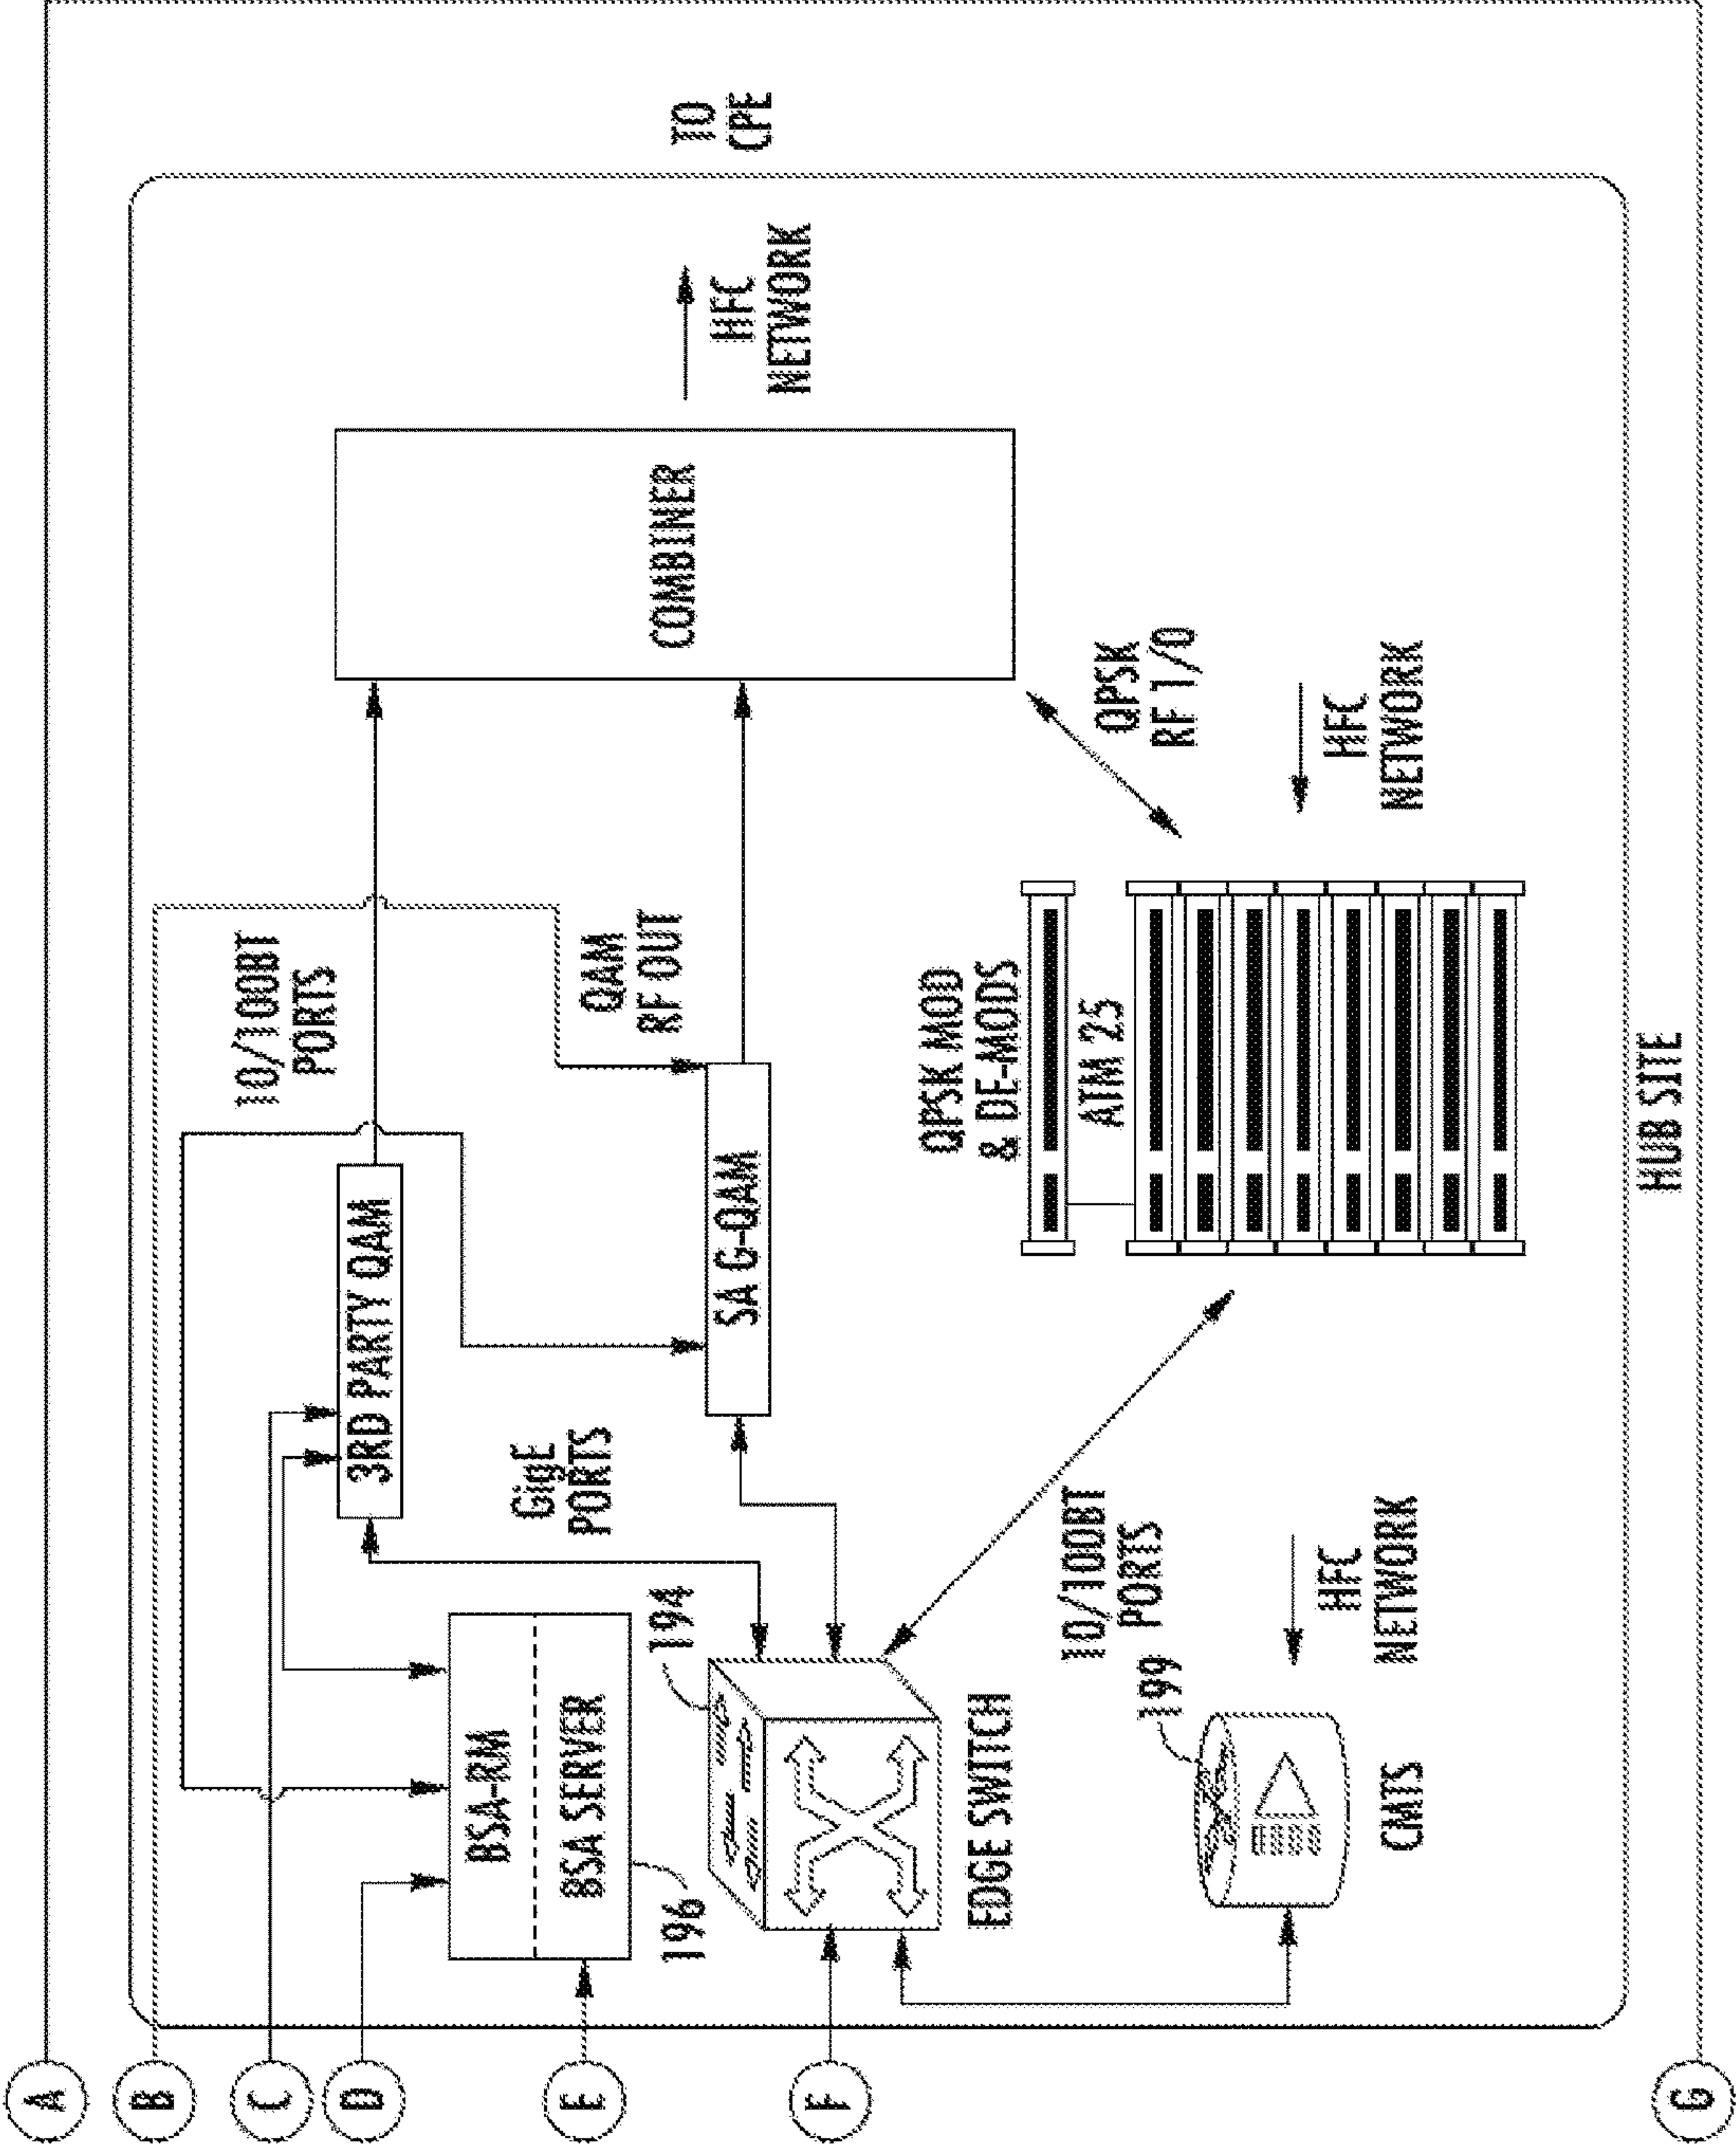 A
B
C
D
E
F
G
TO
CPE
HFC
NETWORK
COMBINER
10/100BT
PORTS
QAM
RF OUT
QPSK
RF I/O
HFC
NETWORK
3RD PARTY QAM
SA G-QAM
QPSK MOD
& DE-MODS
ATM 25
GigE
PORTS
BSA-RM
BSA SERVER
196
194
EDGE SWITCH
10/100BT
PORTS
199
HFC
NETWORK
CMTS
HUB SITE